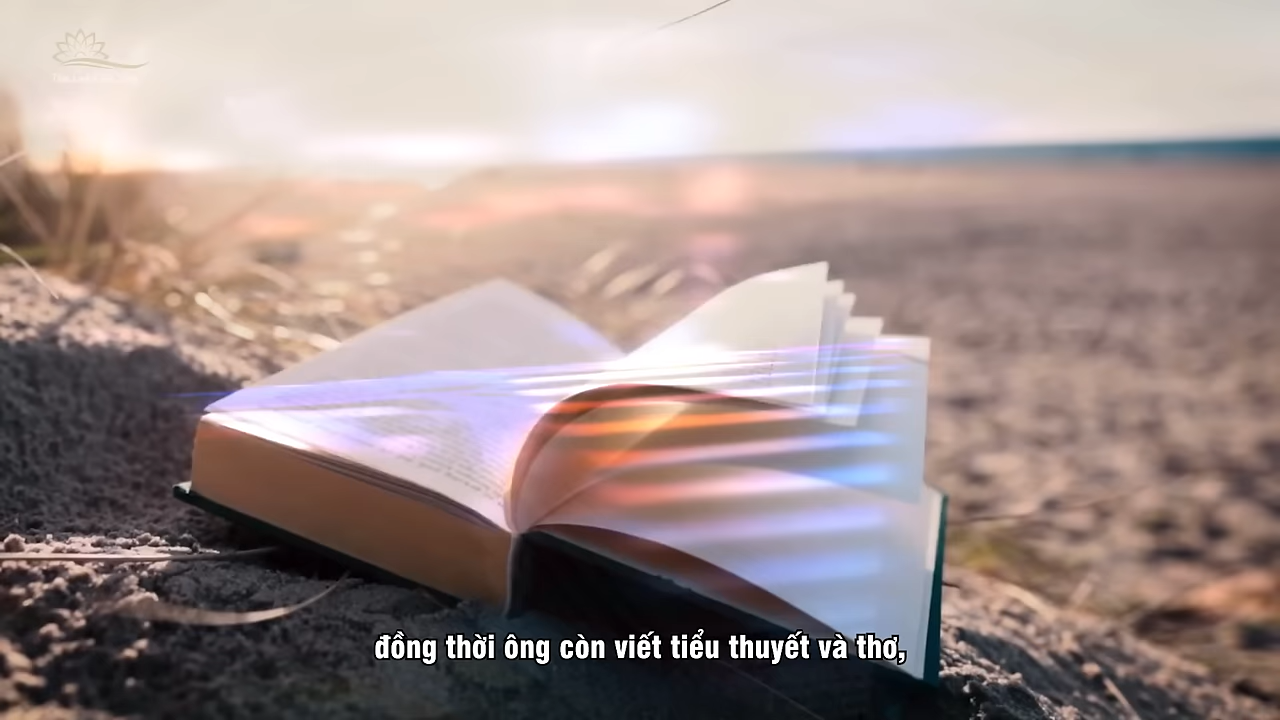 đồng thời ông còn viết tiểu thuyết và thơ,